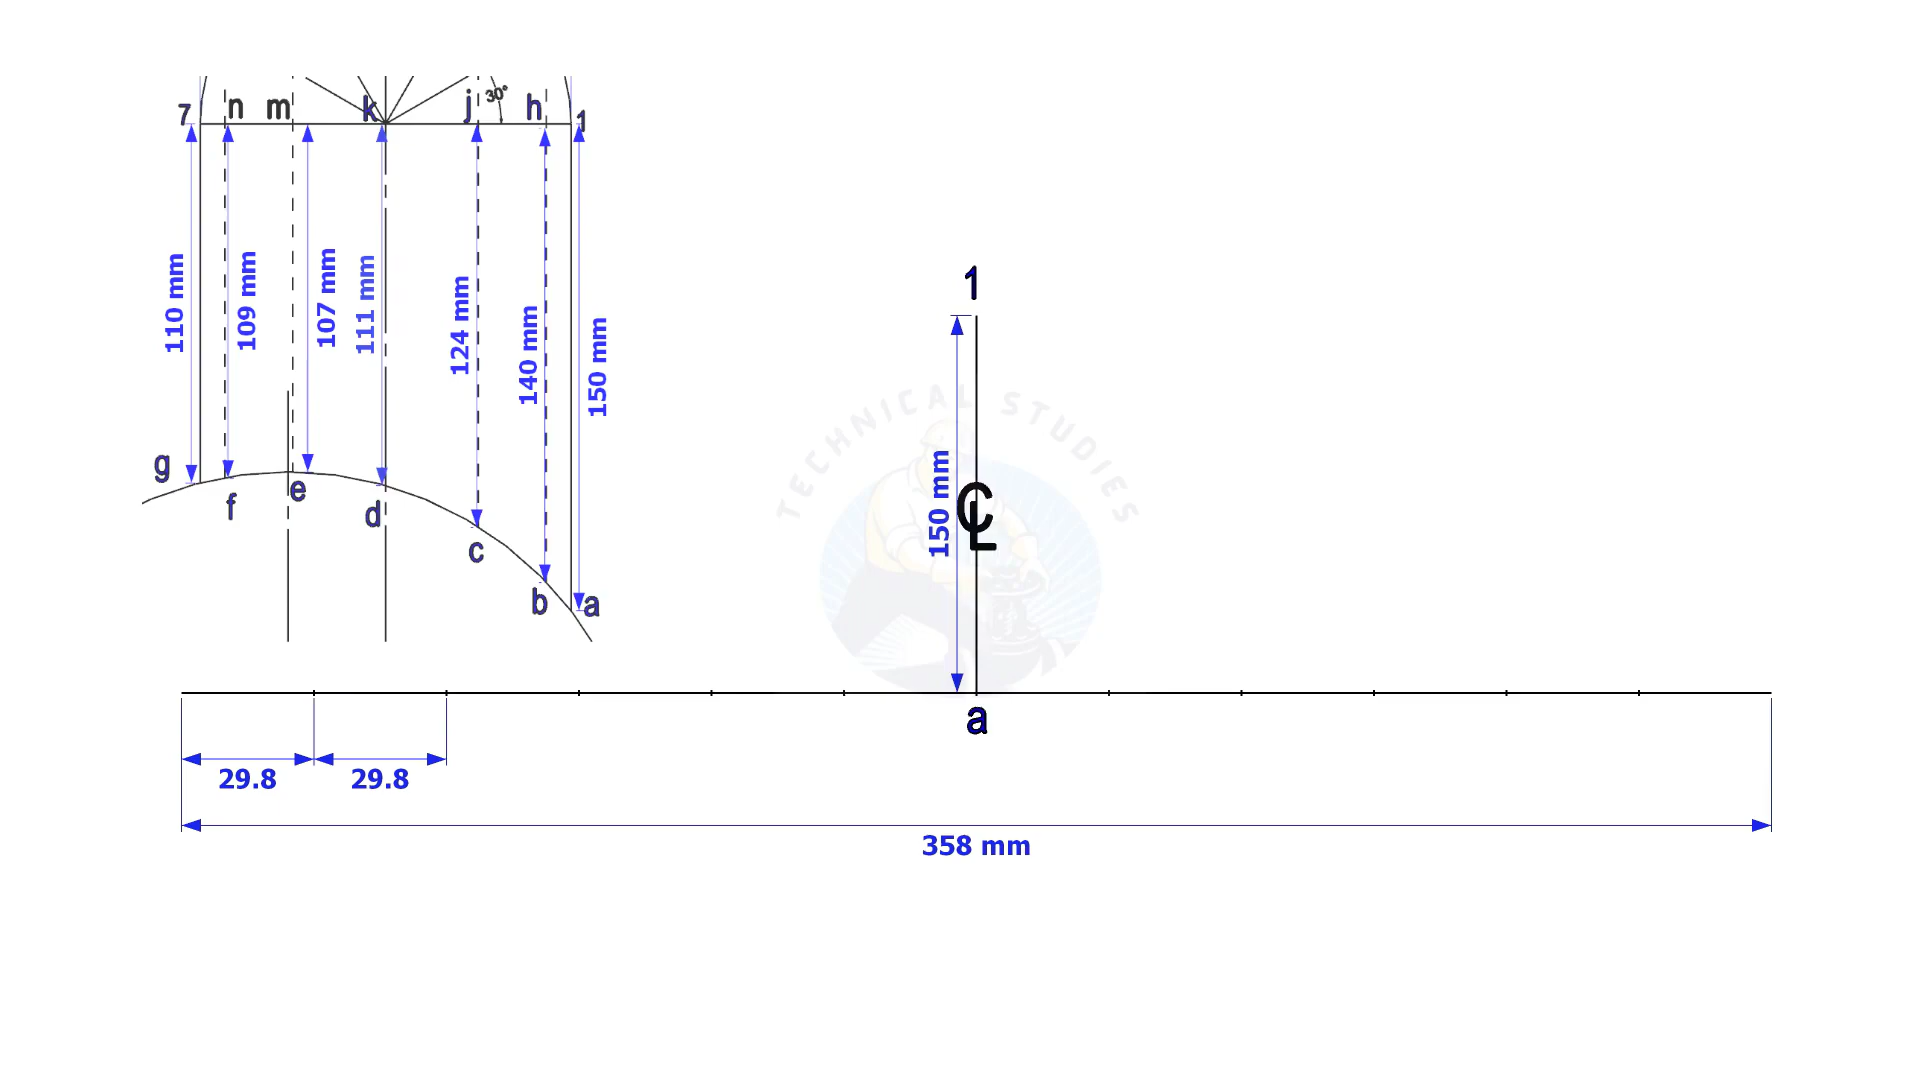 7 n m k j 30° h 1
110 mm
109 mm
107 mm
111 mm
124 mm
140 mm
150 mm
g
f
e
d
c
b
a
1
TECHNICAL STUDIES
150 mm
CL
a
29.8 29.8
358 mm